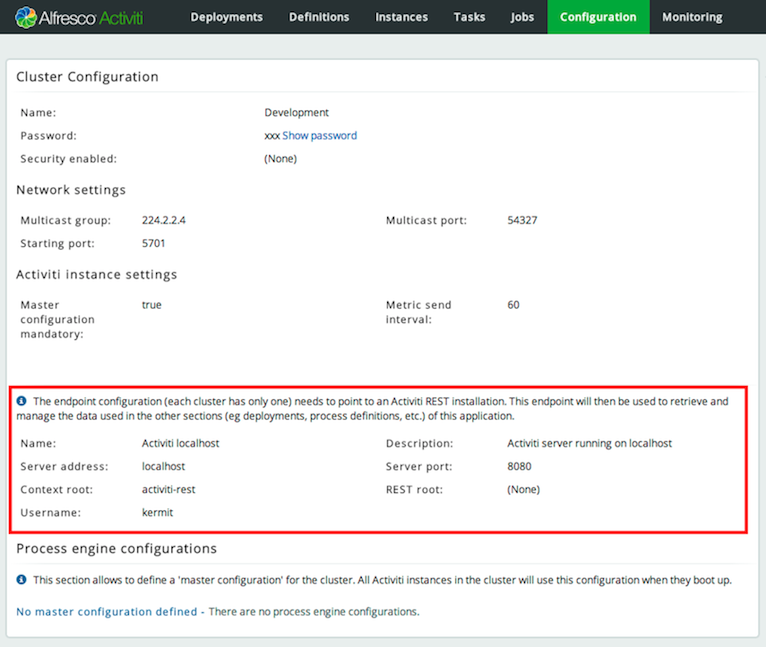 Alfresco Activiti Deployments Definitions Instances Tasks Jobs Configuration Monitoring
Cluster Configuration
Name: Development
Password: xxx Show password
Security enabled: (None)
Network settings
Multicast group: 224.2.2.4 Multicast port: 54327
Starting port: 5701
Activiti instance settings
Master configuration mandatory: true Metric send interval: 60
The endpoint configuration (each cluster has only one) needs to point to an Activiti REST installation. This endpoint will then be used to retrieve and
manage the data used in the other sections (eg deployments, process definitions, etc.) of this application.
Name: Activiti localhost Description: Activiti server running on localhost
Server address: localhost Server port: 8080
Context root: activiti-rest REST root: (None)
Username: kermit
Process engine configurations
This section allows to define a 'master configuration' for the cluster. All Activiti instances in the cluster will use this configuration when they boot up.
No master configuration defined - There are no process engine configurations.